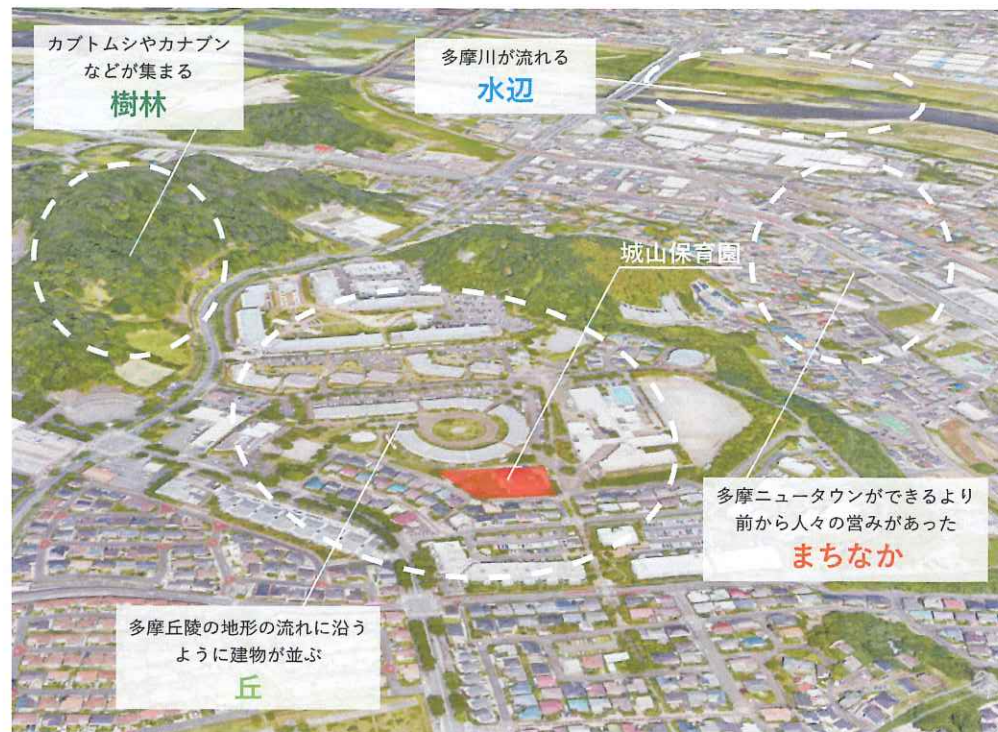 カブトムシやカナブン
などが集まる
樹林
多摩川が流れる
水辺
城山保育園
多摩ニュータウンができるより
前から人々の営みがあった
まちなか
多摩丘陵の地形の流れに沿う
ように建物が並ぶ
丘